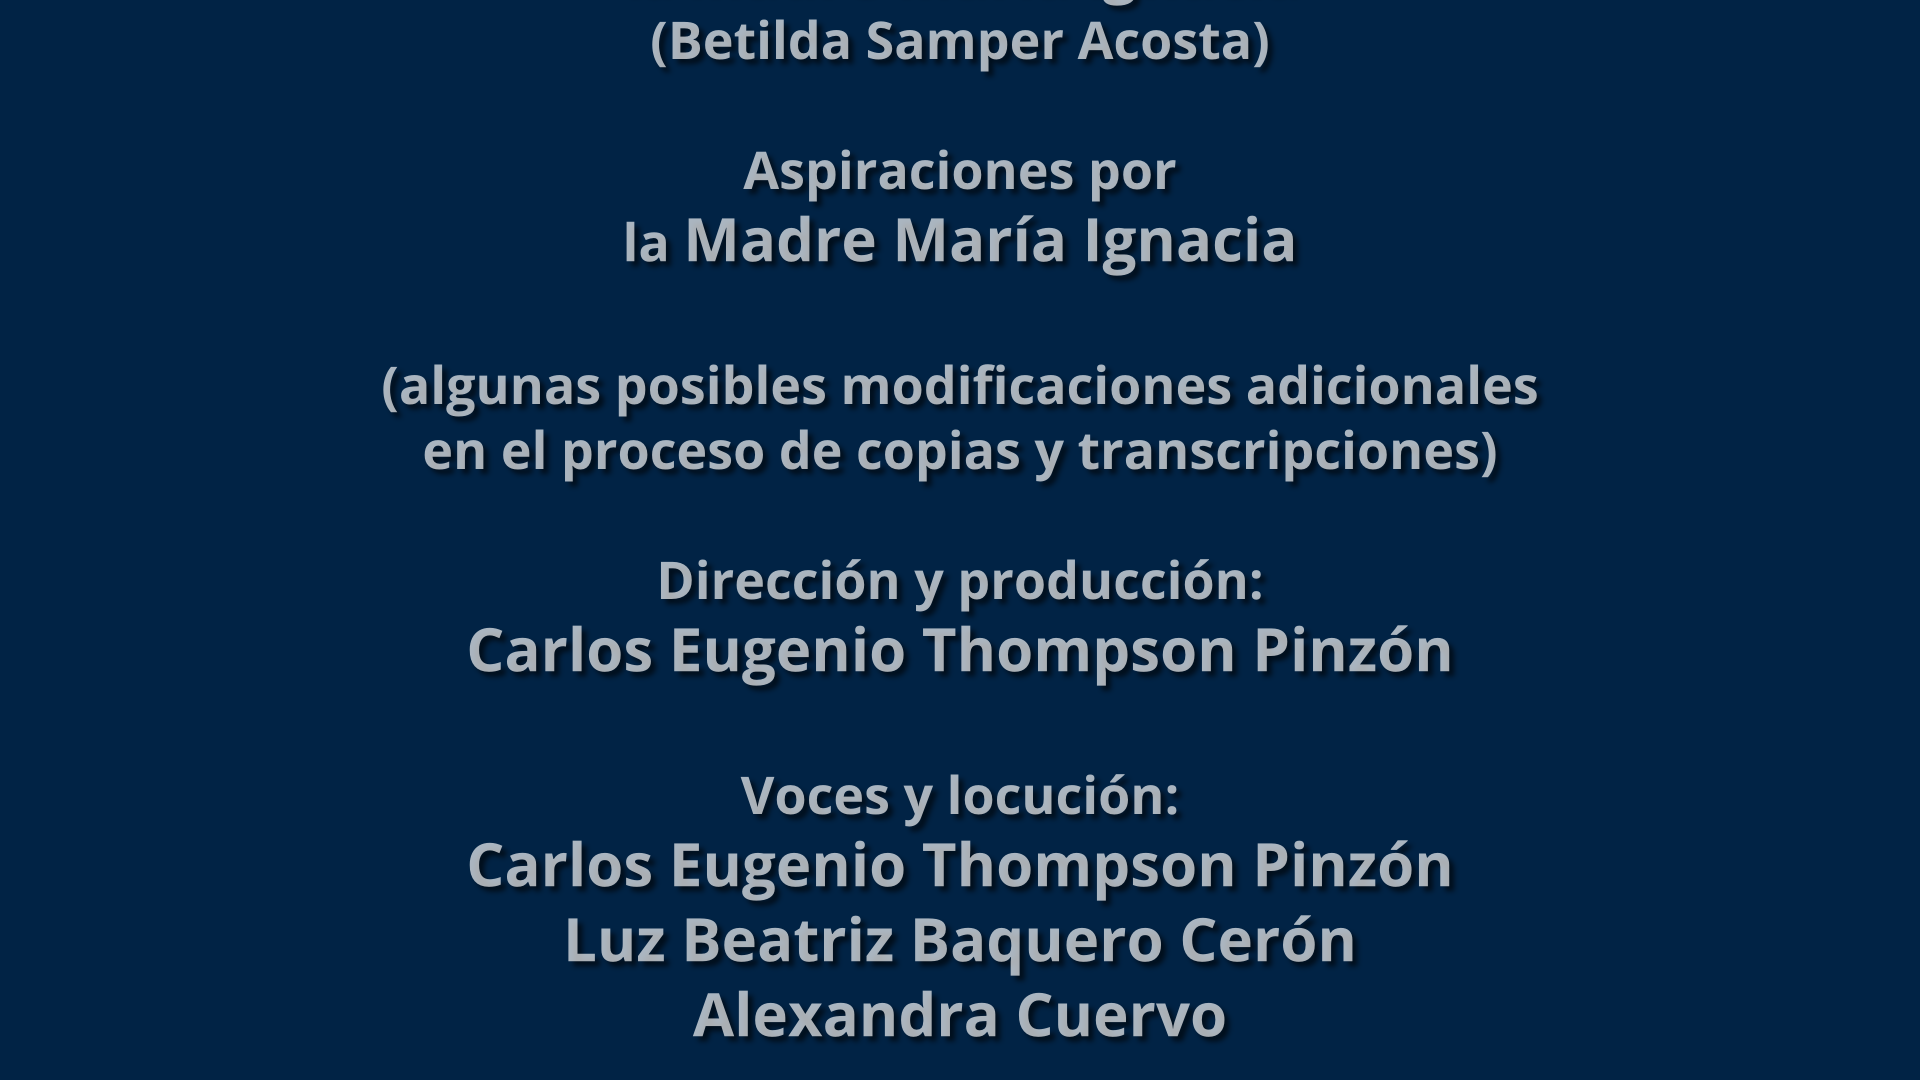 (Betilda Samper Acosta)
Aspiraciones por
la Madre María Ignacia
(algunas posibles modificaciones adicionales
en el proceso de copias y transcripciones)
Dirección y producción:
Carlos Eugenio Thompson Pinzón
Voces y locución:
Carlos Eugenio Thompson Pinzón
Luz Beatriz Baquero Cerón
Alexandra Cuervo